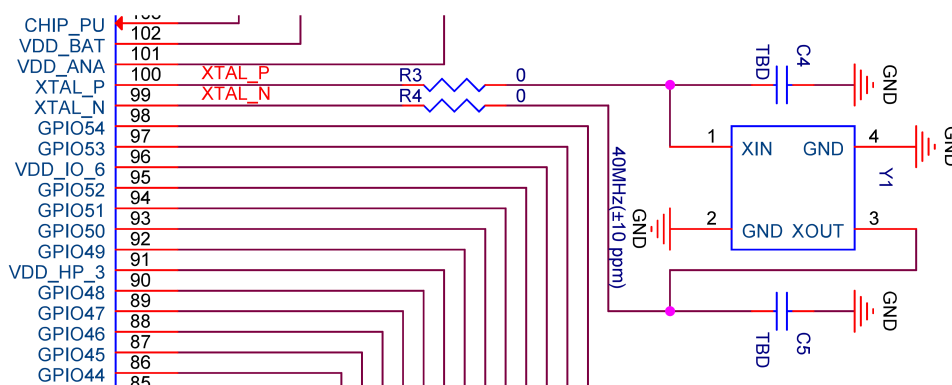 103
CHIP_PU
102
VDD_BAT
101
VDD_ANA
100
XTAL_P
XTAL_P
R3
0
99
XTAL_N
XTAL_N
R4
0
98
GPIO54
97
GPIO53
96
VDD_IO_6
95
GPIO52
94
GPIO51
93
GPIO50
92
GPIO49
91
VDD_HP_3
90
GPIO48
89
GPIO47
88
GPIO46
87
GPIO45
86
GPIO44
85
TBD
C4
GND
1
XIN
GND
4
GND
Y1
40MHz(±10 ppm)
GND
2
GND
XOUT
3
TBD
C5
GND